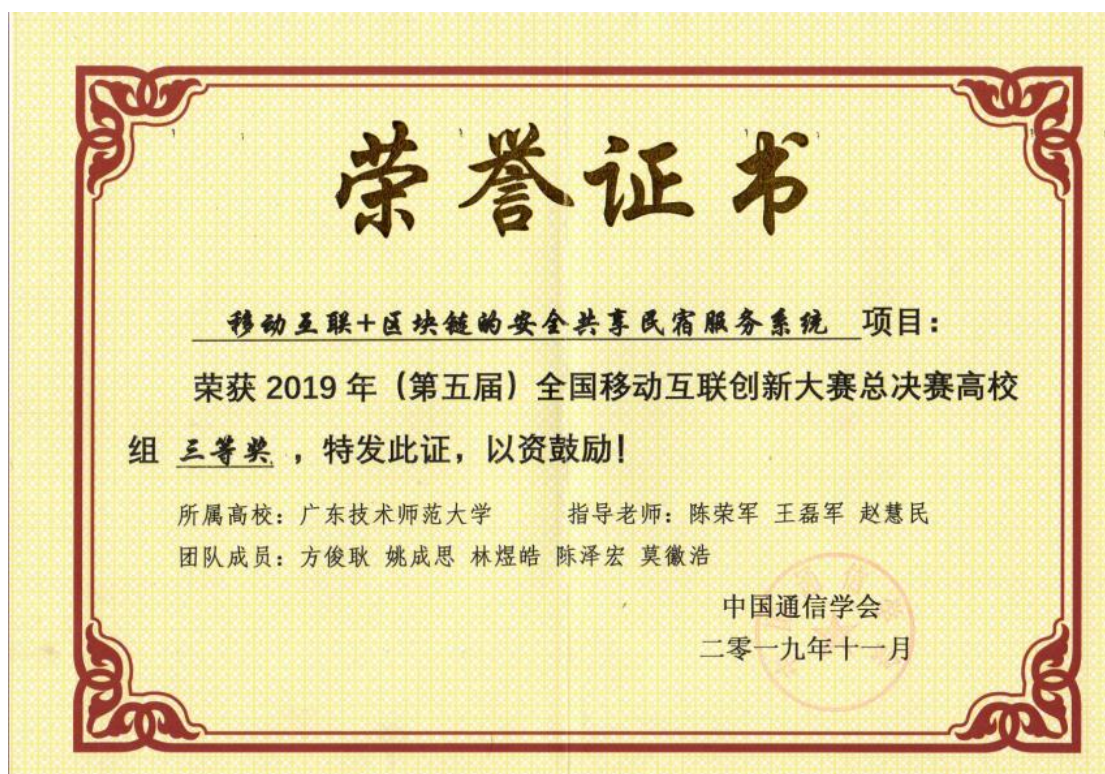 荣誉证书
移动互联+区块链的安全共享民宿服务系统 项目：
荣获 2019 年（第五届）全国移动互联创新大赛总决赛高校
组 三等奖 ，特发此证，以资鼓励！
所属高校：广东技术师范大学 指导老师：陈荣军 王磊军 赵慧民
团队成员：方俊耿 姚成思 林煜皓 陈泽宏 莫徽浩
中国通信学会
二零一九年十一月